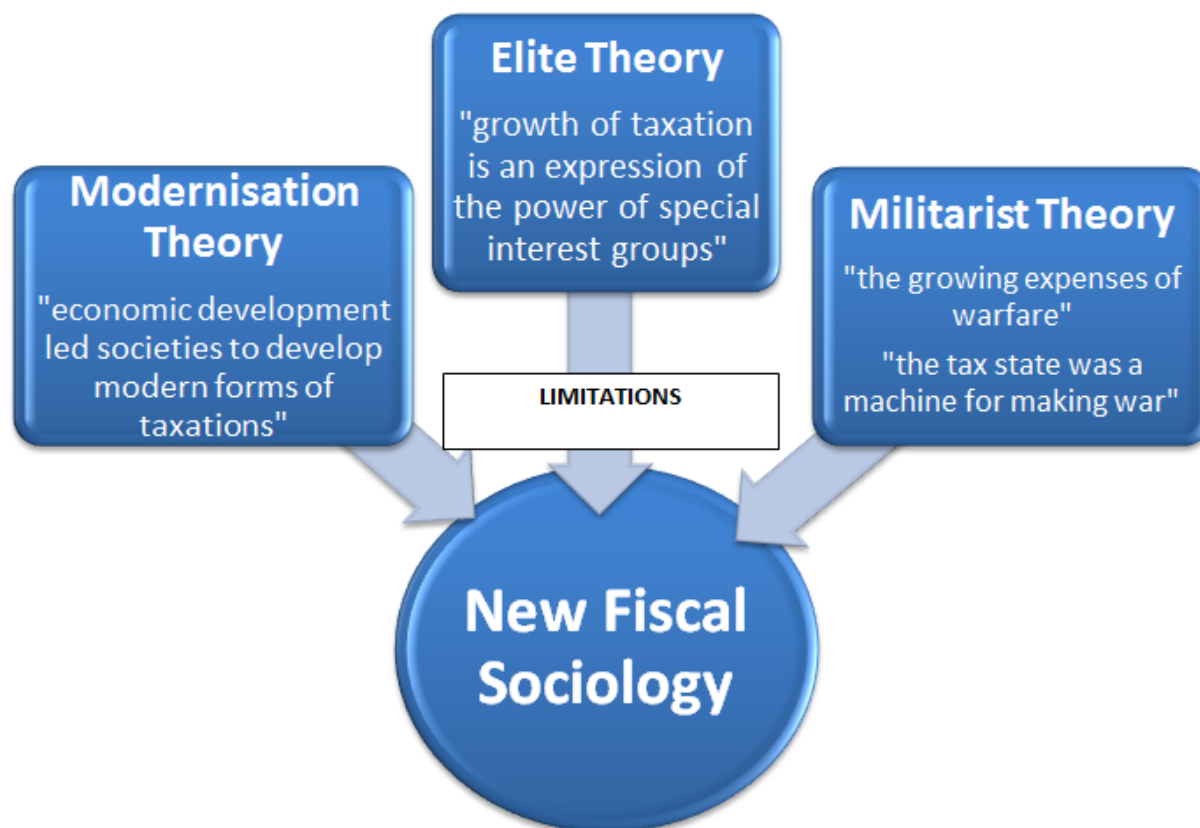 Elite Theory
"growth of taxation
is an expression of
the power of special
interest groups"
Modernisation
Theory
"economic development
led societies to develop
modern forms of
taxations"
Militarist Theory
"the growing expenses of
warfare"
"the tax state was a
machine for making war"
LIMITATIONS
New Fiscal
Sociology